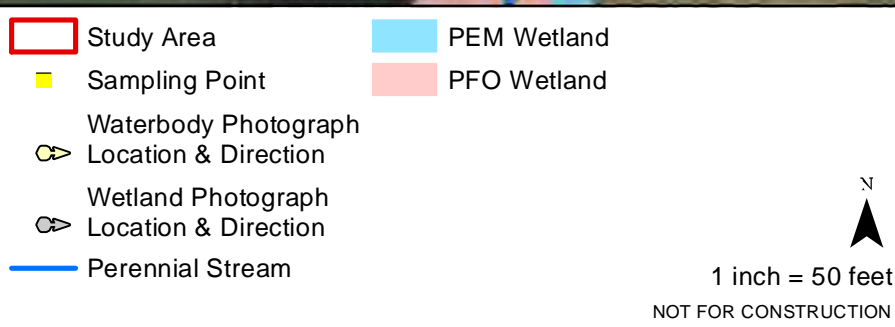 Study Area
Sampling Point
Waterbody Photograph
Location & Direction
Wetland Photograph
Location & Direction
Perennial Stream
PEM Wetland
PFO Wetland
N
1 inch = 50 feet
NOT FOR CONSTRUCTION